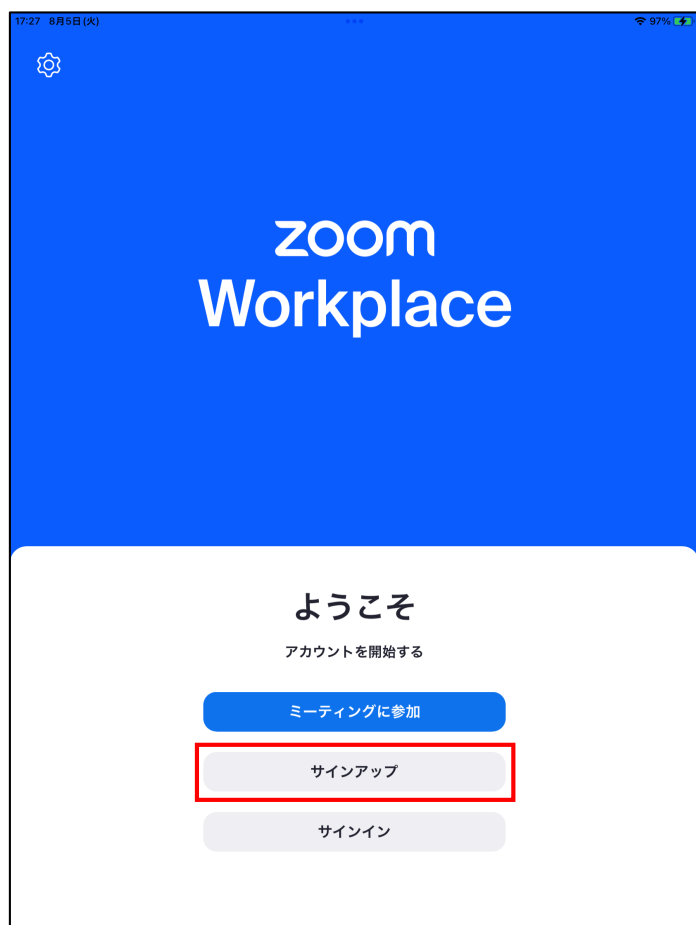 17:27 8月5日(火)
97%
zoom
Workplace
ようこそ
アカウントを開始する
ミーティングに参加
サインアップ
サインイン